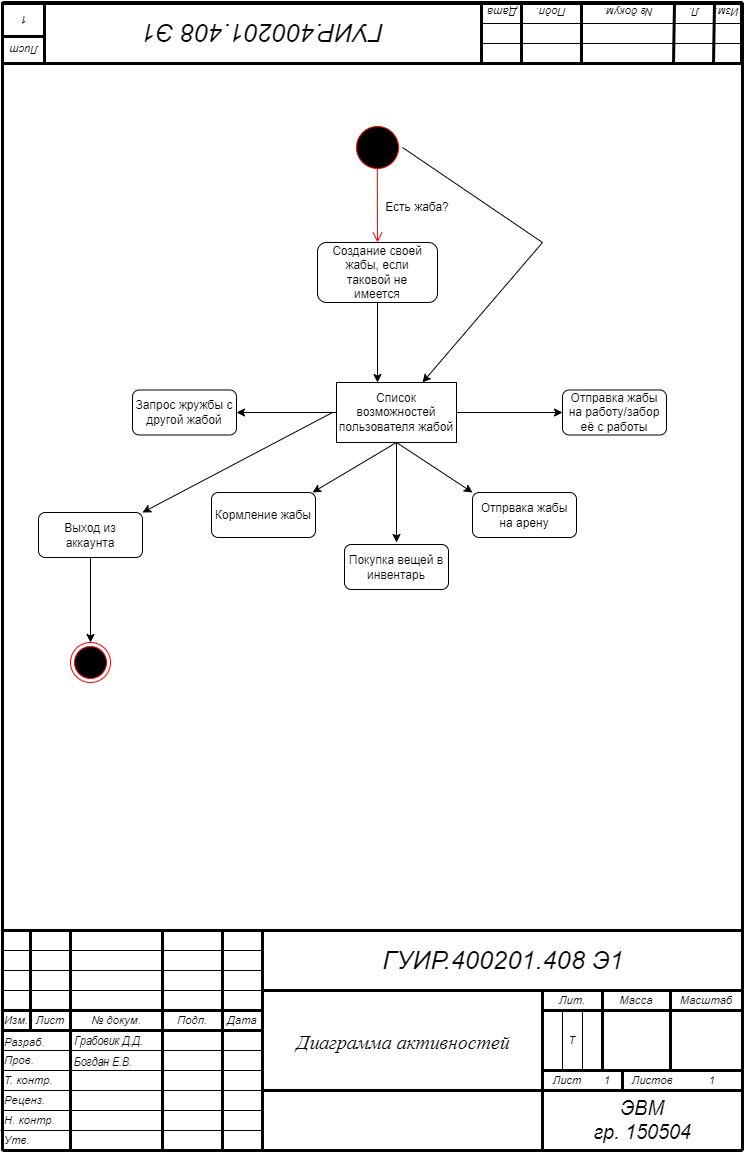 1
Лист
ГУИР.400201.408 Э1
Дата
Подп.
№ докум.
Л.
Изм.
Есть жаба?
Создание своей
жабы, если
таковой не
имеется
Список
возможностей
пользователя жабой
Запрос жружбы с
другой жабой
Отправка жабы
на работу/забор
её с работы
Выход из
аккаунта
Кормление жабы
Отпрвака жабы
на арену
Покупка вещей в
инвентарь
ГУИР.400201.408 Э1
Изм. Лист № докум. Подп. Дата
Разраб. Грабовик Д.Д.
Пров. Богдан Е.В.
Т. контр.
Реценз.
Н. контр.
Утв.
Диаграмма активностей
Лит. Масса Масштаб
Т
Лист 1 Листов 1
ЭВМ
гр. 150504